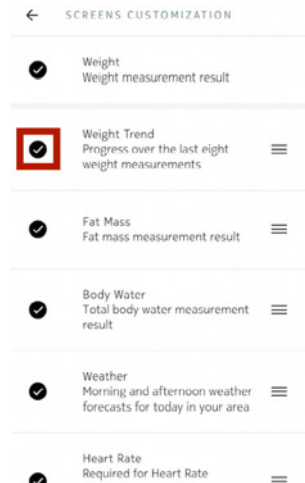 SCREENS CUSTOMIZATION
Weight
Weight measurement result
Weight Trend
Progress over the last eight
weight measurements
Fat Mass
Fat mass measurement result
Body Water
Total body water measurement
result
Weather
Morning and afternoon weather
forecasts for today in your area
Heart Rate
Required for Heart Rate